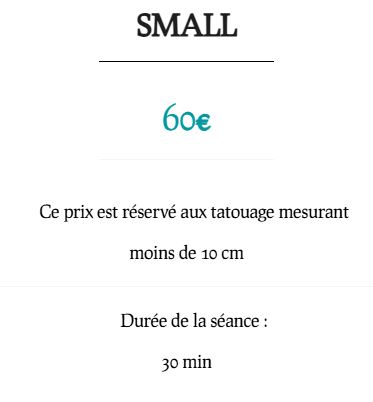 SMALL
60€
Ce prix est réservé aux tatouage mesurant
moins de 10 cm
Durée de la séance :
30 min